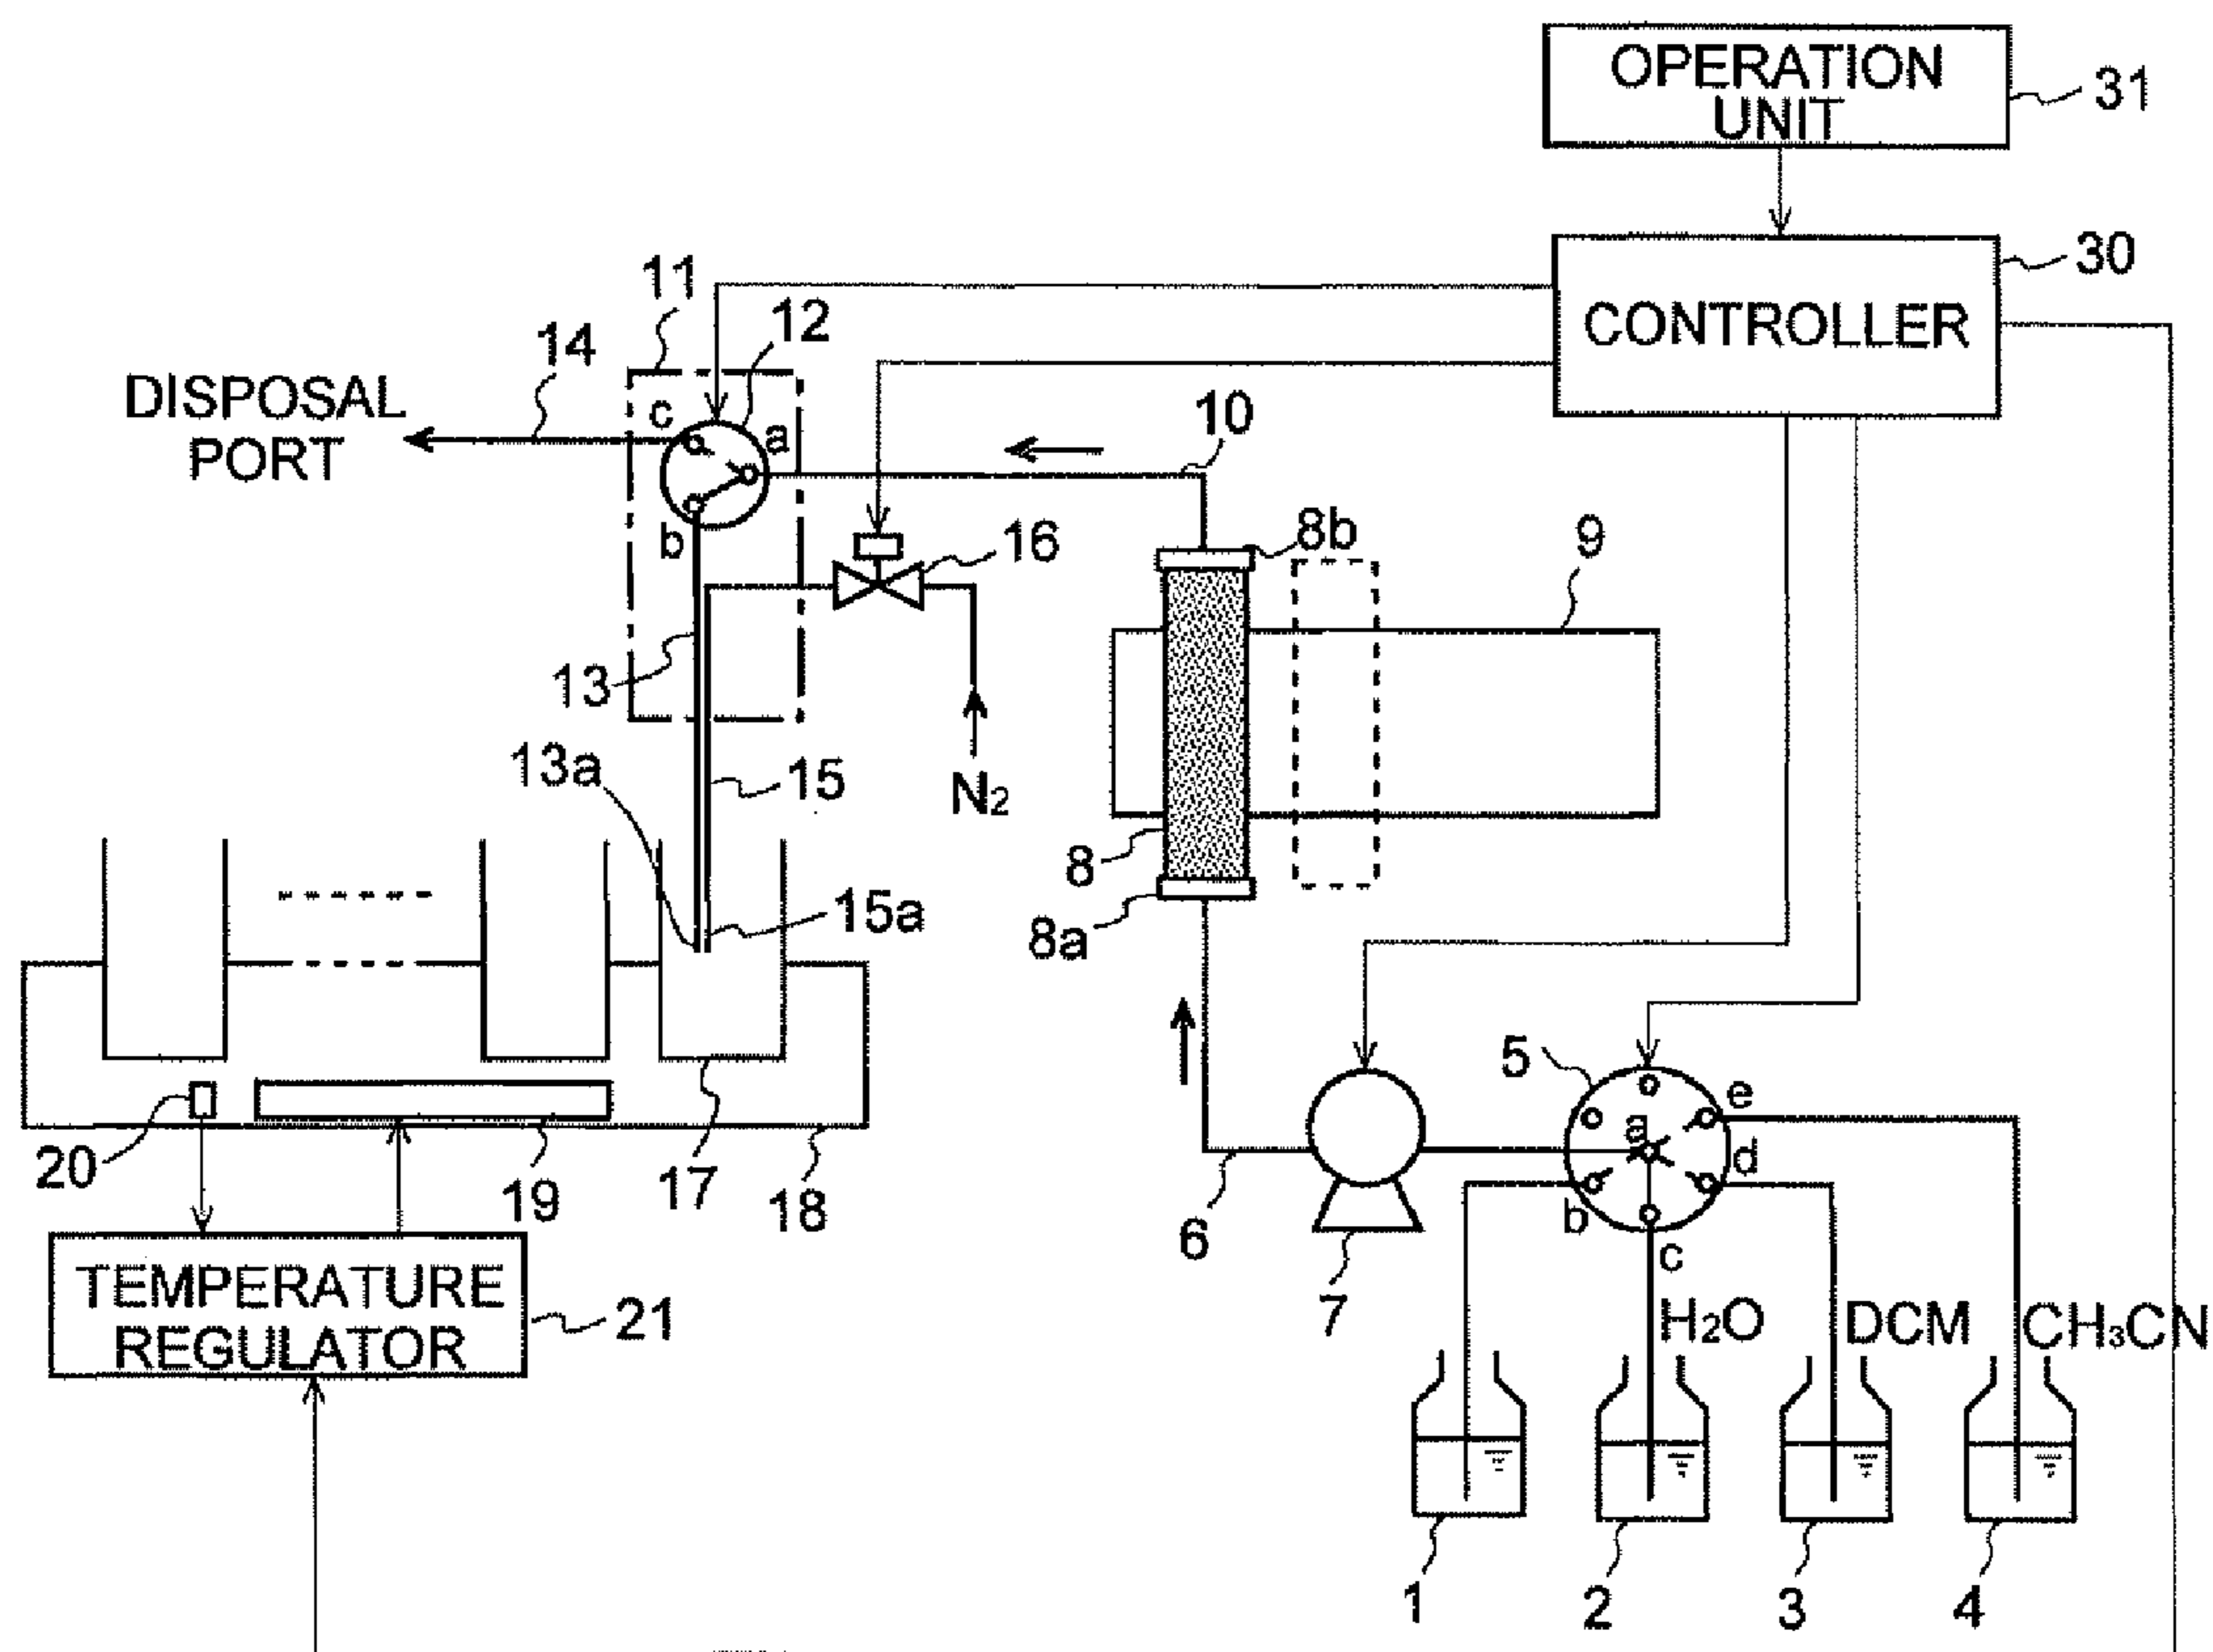 OPERATION
UNIT
31
30
CONTROLLER
11
12
14
DISPOSAL
PORT
c
a
b
10
16
8b
9
13
13a
15
N2
8
8a
15a
5
e
a
d
b
c
20
19
17
18
6
7
TEMPERATURE
REGULATOR
21
H2O
DCM
CH3CN
1
2
3
4